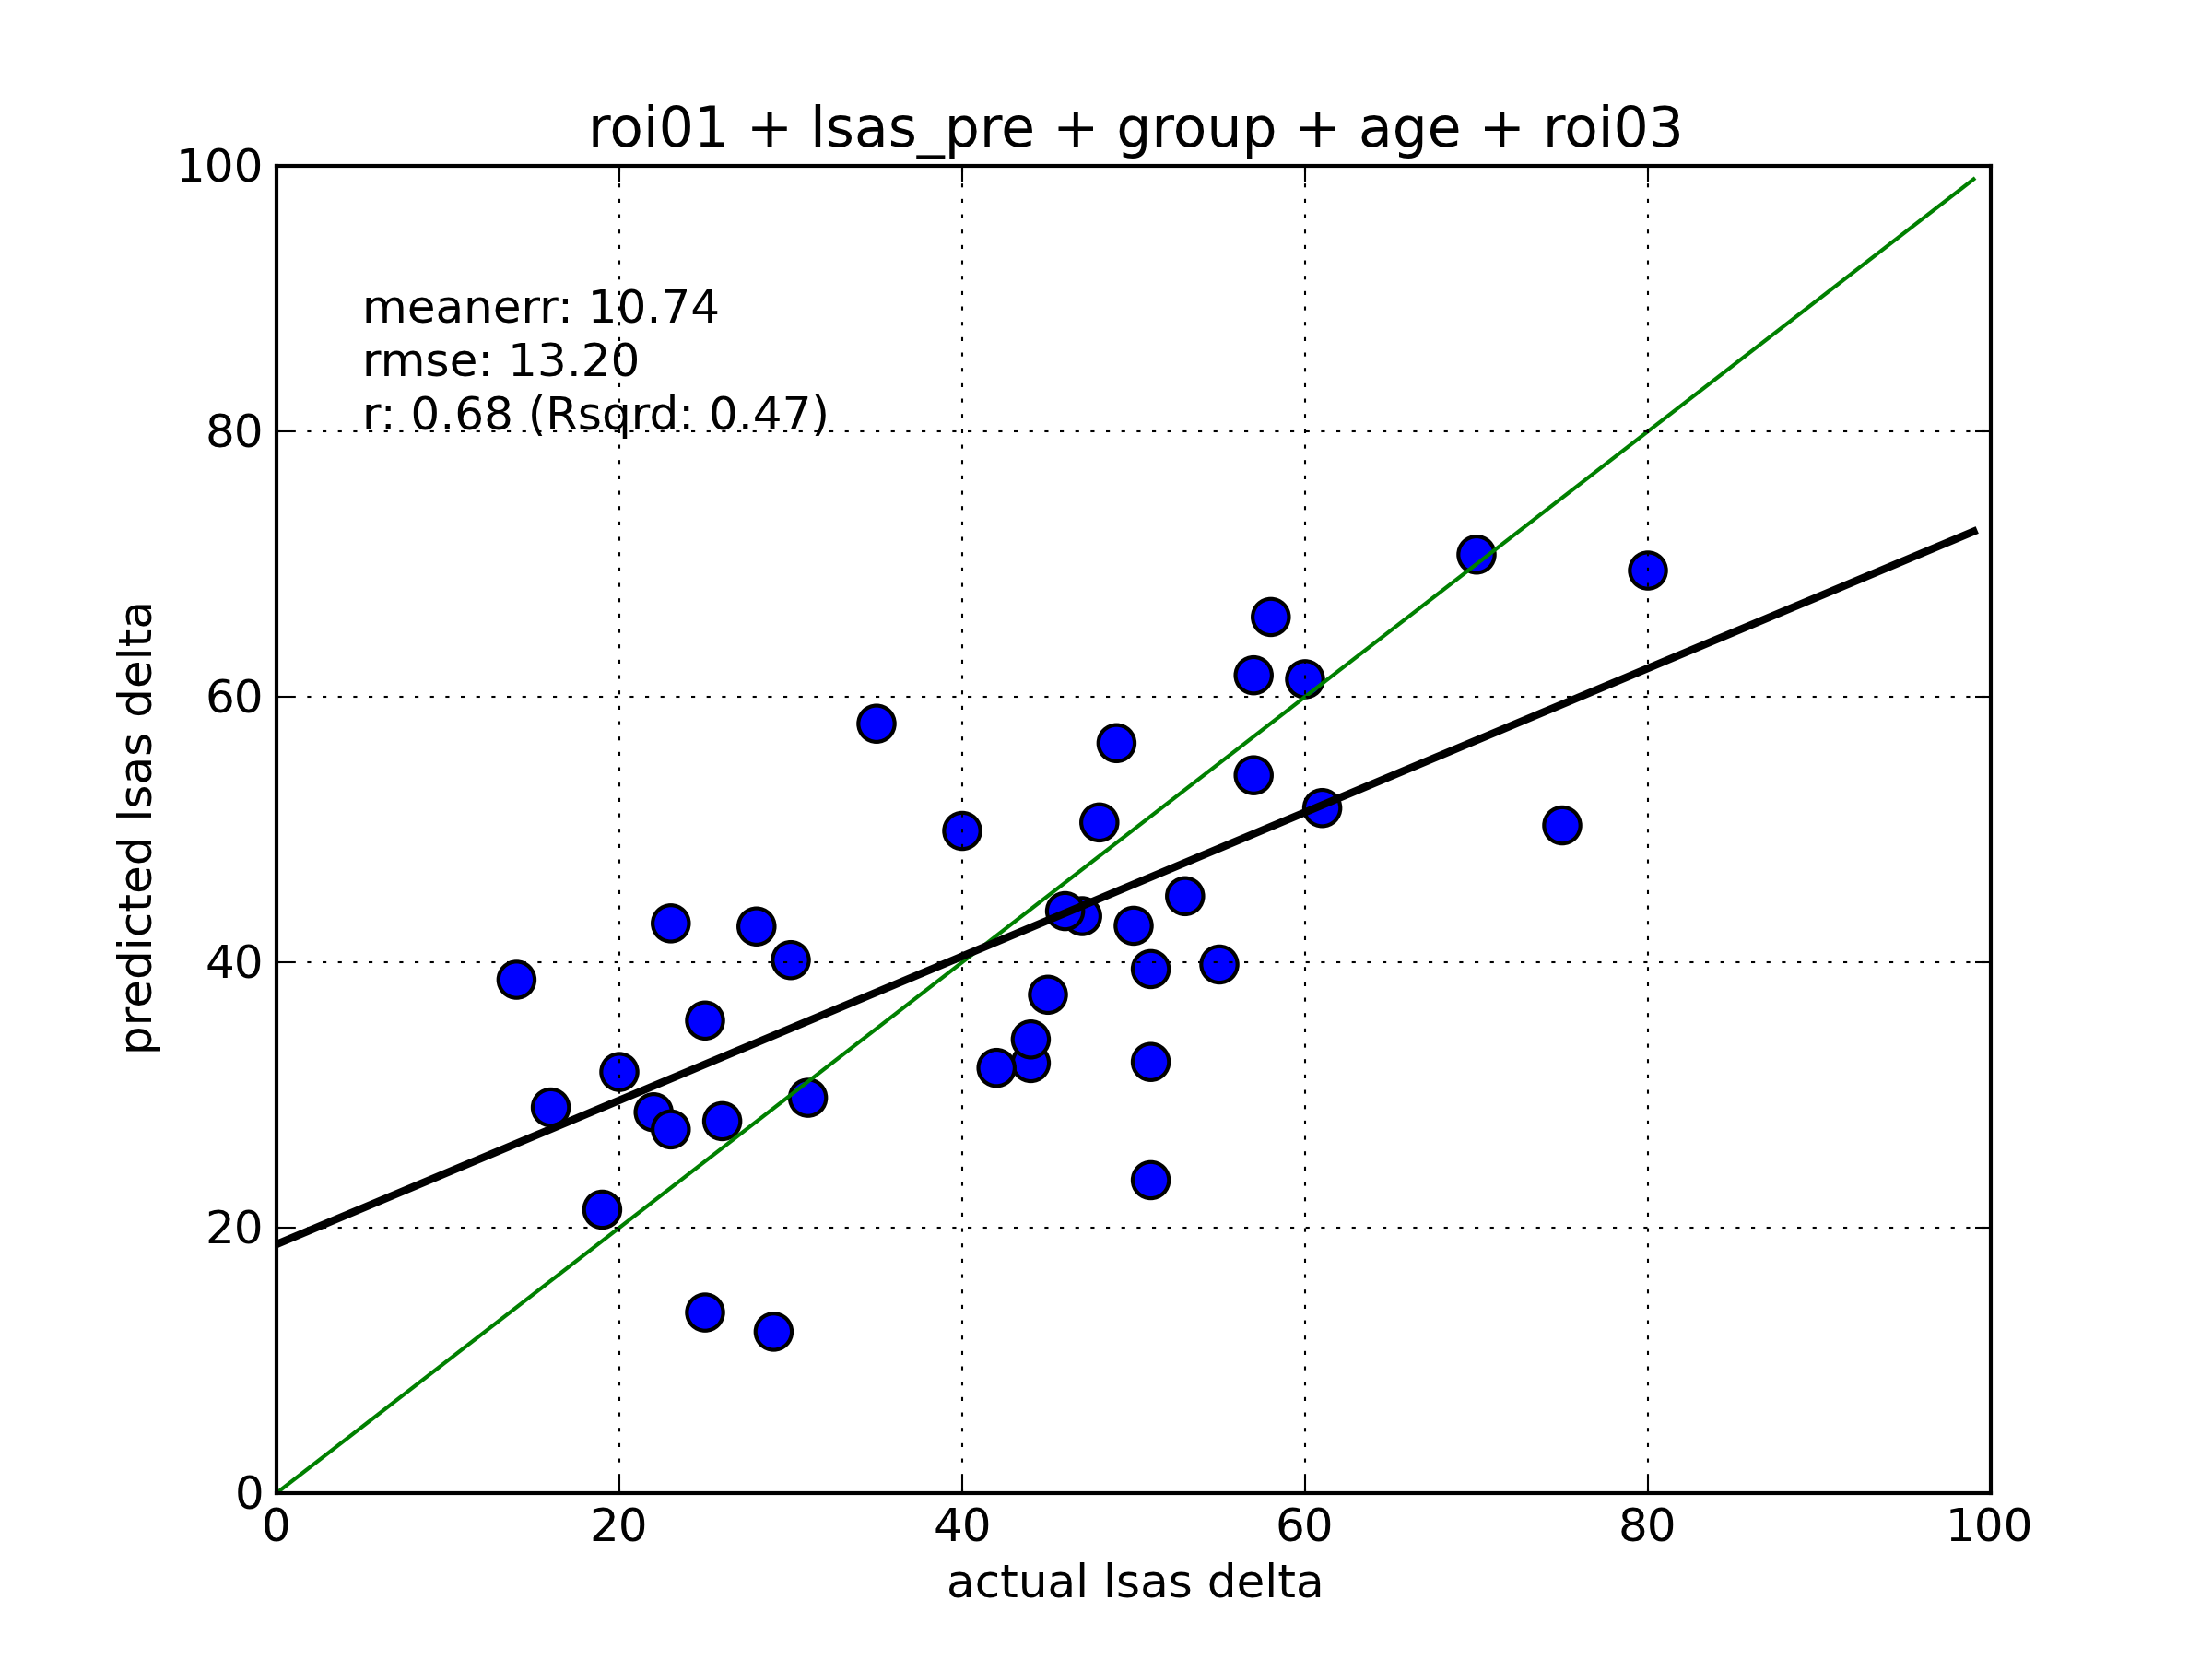 roi01 + lsas_pre + group + age + roi03
100
meanerr: 10.74
rmse: 13.20
r: 0.68 (Rsqrd: 0.47)
80
60
40
20
0
predicted lsas delta
0 20 40 60 80 100
actual lsas delta